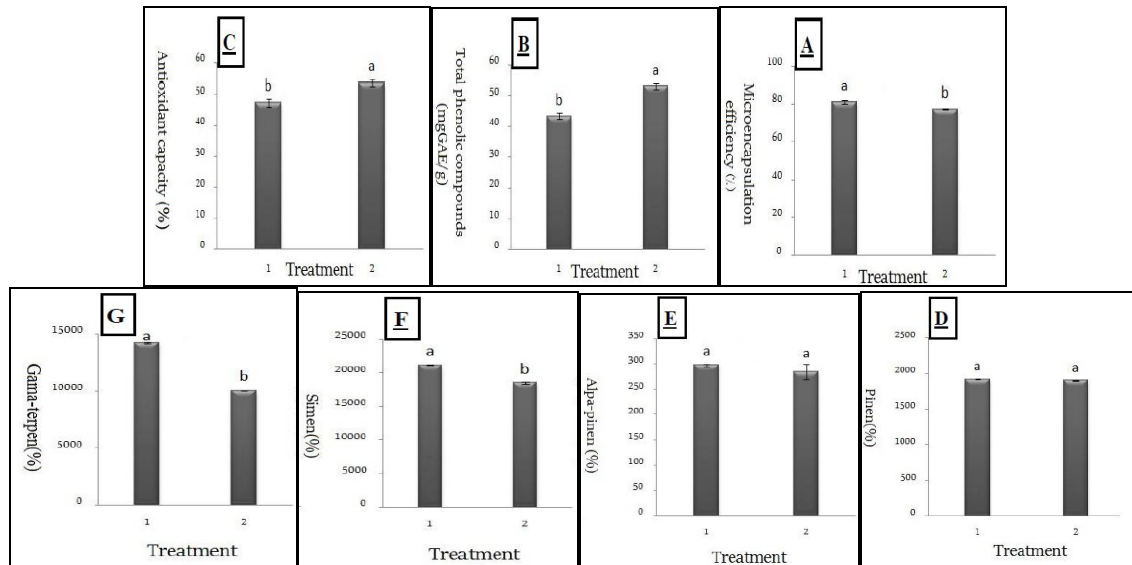 C
Antioxidant capacity (%)
60
50
40
30
20
10
0
b
a
1 Treatment 2
B
Total phenolic compounds
(mgGAE/g)
60
50
40
30
20
10
0
b
a
1 Treatment 2
A
Microencapsulation
efficiency (%)
100
80
60
40
20
0
a
b
1 Treatment 2
G
Gama-terpen(%)
15000
10000
5000
0
a
b
1 2
Treatment
F
Simen(%)
25000
20000
15000
10000
5000
0
a
b
1 2
Treatment
E
Alpa-pinen (%)
350
300
250
200
150
100
50
0
a
a
1 2
Treatment
D
Pinen(%)
2500
2000
1500
1000
500
0
a
a
1 2
Treatment